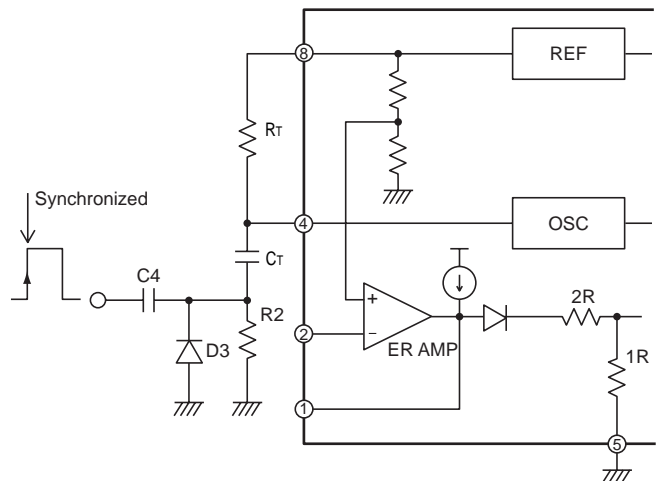 8
REF
RT
Synchronized
4
OSC
CT
C4
+
2R
R2
2
−
D3
ER AMP
1R
1
5